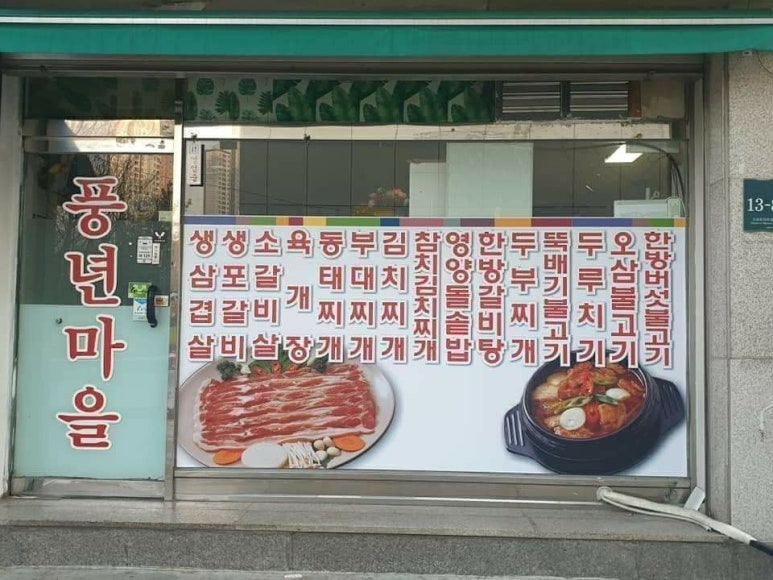 풍년마을
생삼겹살
생포갈비
소갈비살
육개장
동태찌개
부대찌개
김치찌개
참치김치찌개
영양돌솥밥
한방갈비탕
두부찌개
뚝배기불고기
두루치기
오삼불고기
한방버섯불고기